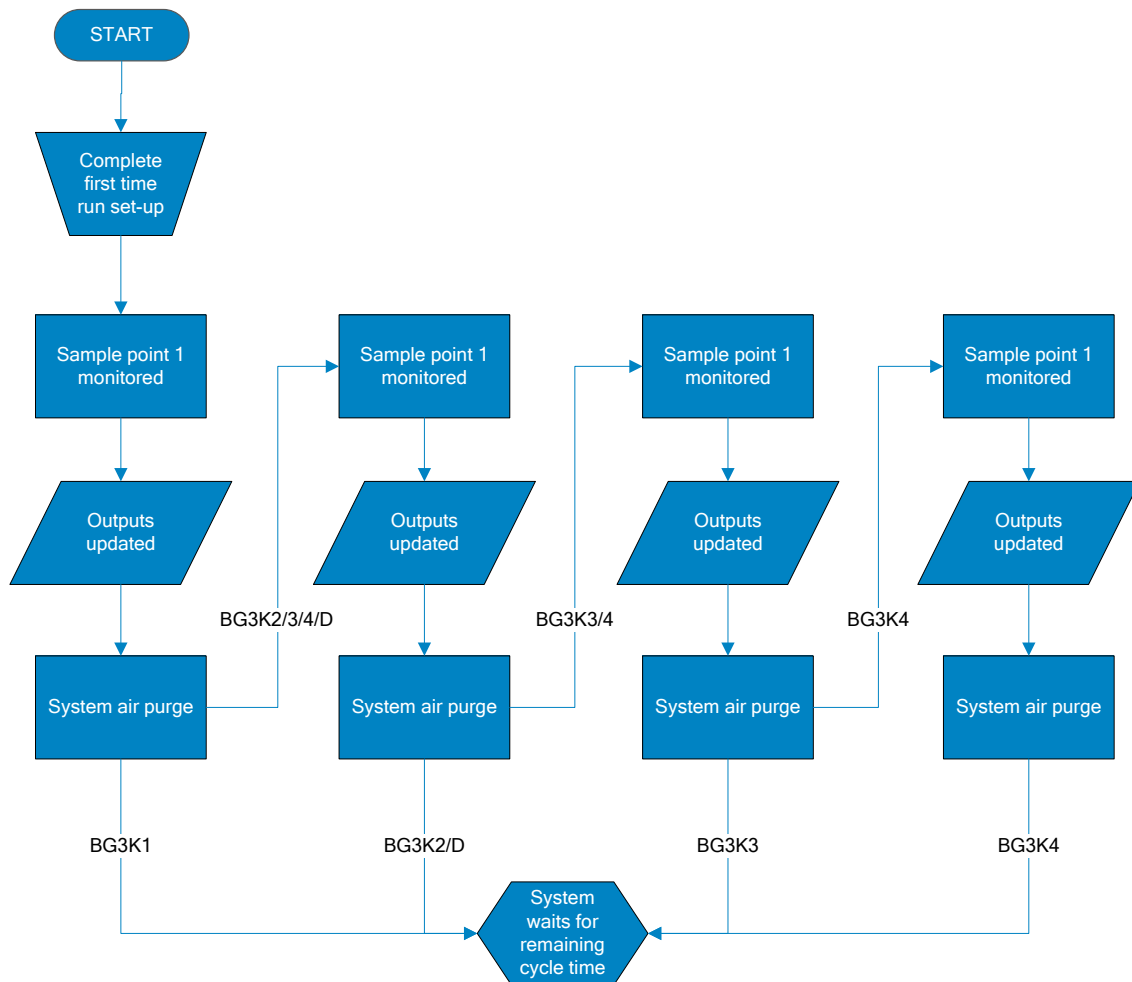 START
Complete
first time
run set-up
Sample point 1
monitored
Sample point 1
monitored
Sample point 1
monitored
Sample point 1
monitored
Outputs
updated
Outputs
updated
Outputs
updated
Outputs
updated
BG3K2/3/4/D
BG3K3/4
BG3K4
System air purge
System air purge
System air purge
System air purge
BG3K1
BG3K2/D
BG3K3
BG3K4
System
waits for
remaining
cycle time